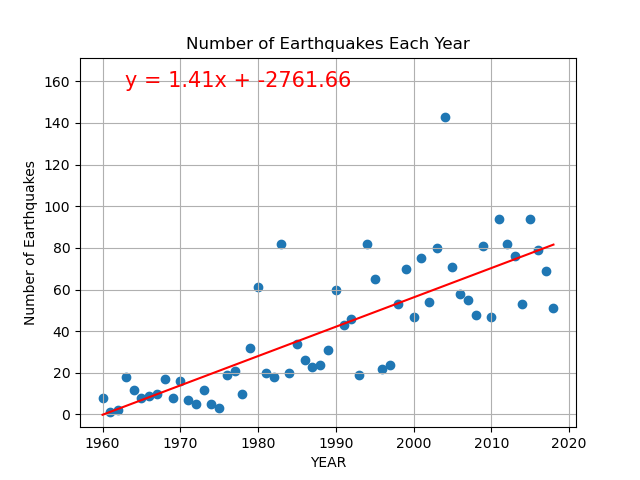 Number of Earthquakes Each Year
y = 1.41x + -2761.66
Number of Earthquakes
160
140
120
100
80
60
40
20
0
1960 1970 1980 1990 2000 2010 2020
YEAR